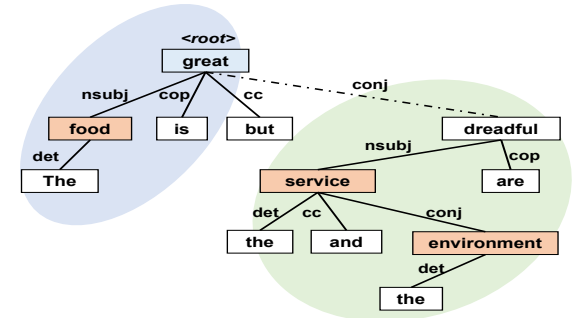 <root>
great
conj
nsubj cop cc
food is but dreadful
nsubj cop
det
The service are
det cc conj
the and environment
det
the